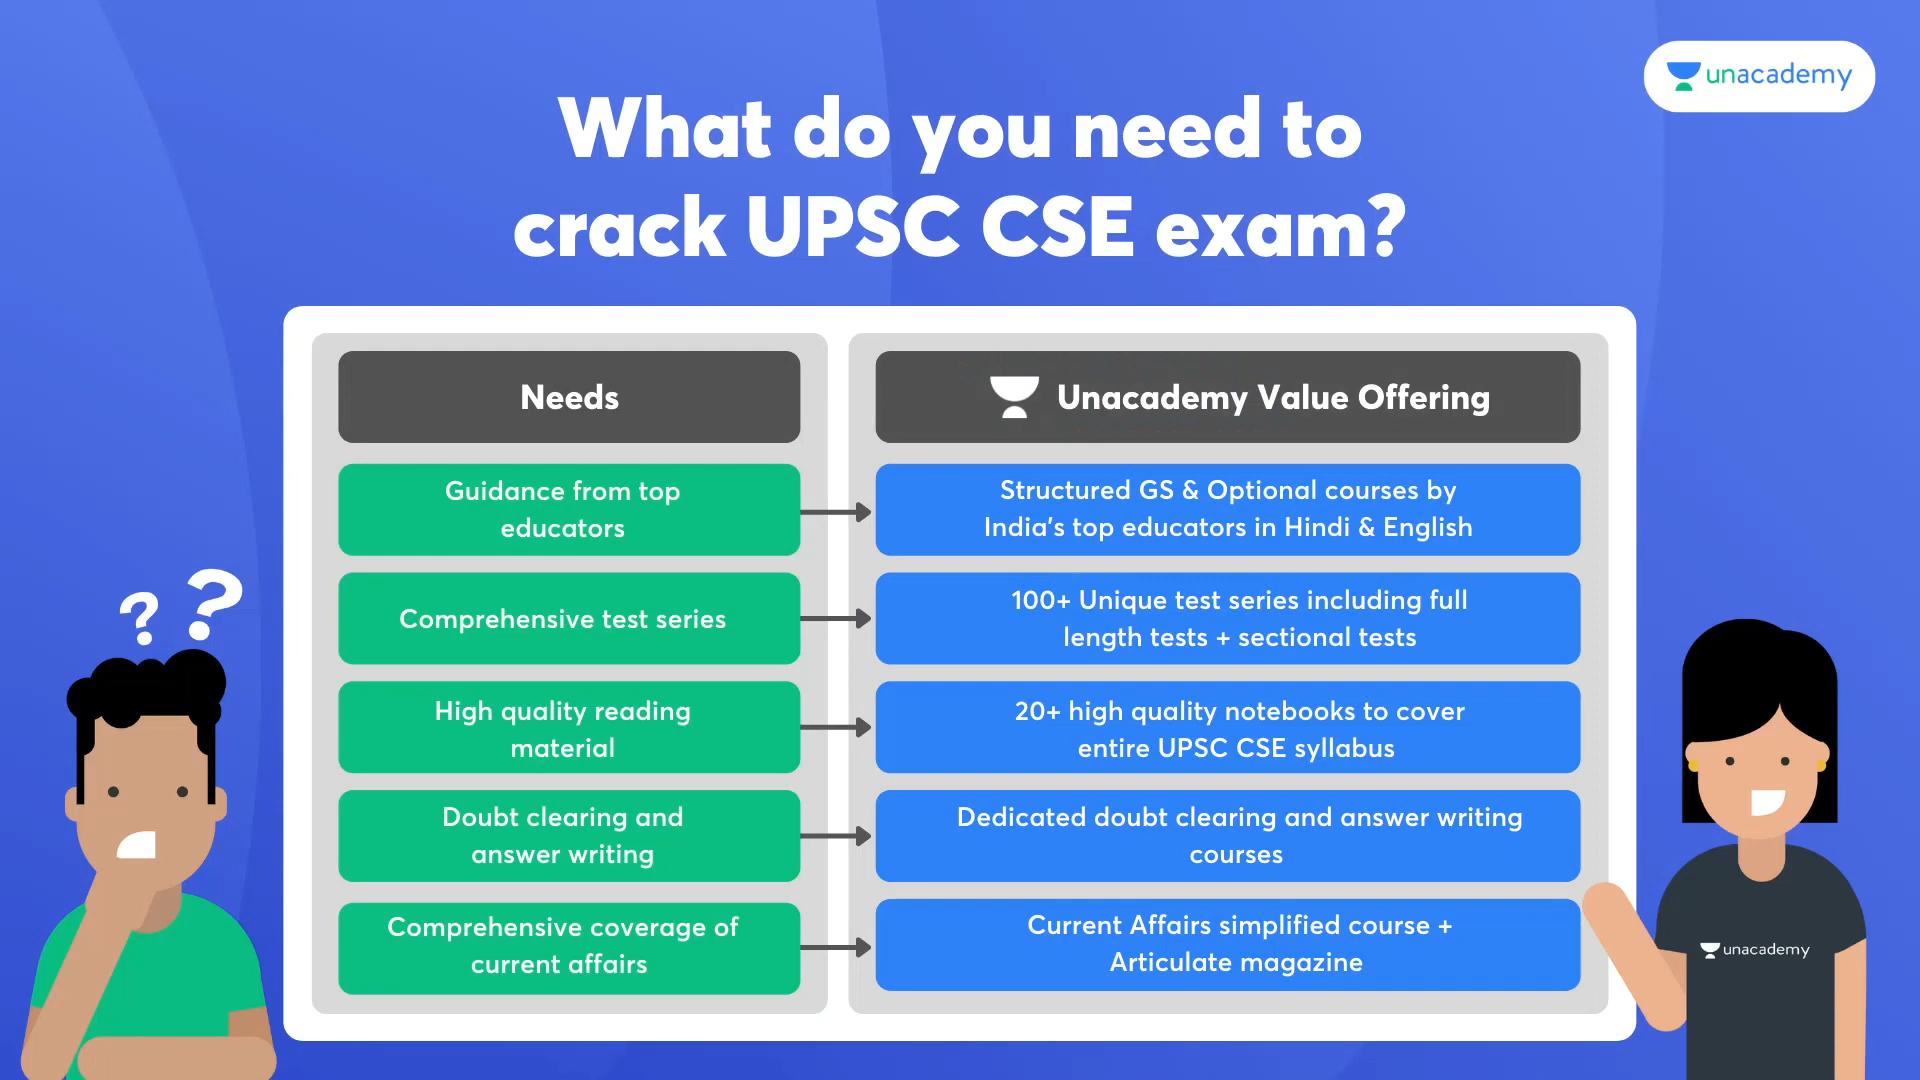 unacademy
What do you need to
crack UPSC CSE exam?
Needs
Unacademy Value Offering
Guidance from top
educators
Structured GS & Optional courses by
India's top educators in Hindi & English
Comprehensive test series
100+ Unique test series including full
length tests + sectional tests
High quality reading
material
20+ high quality notebooks to cover
entire UPSC CSE syllabus
Doubt clearing and
answer writing
Dedicated doubt clearing and answer writing
courses
Comprehensive coverage of
current affairs
Current Affairs simplified course +
Articulate magazine
? ?
unacademy